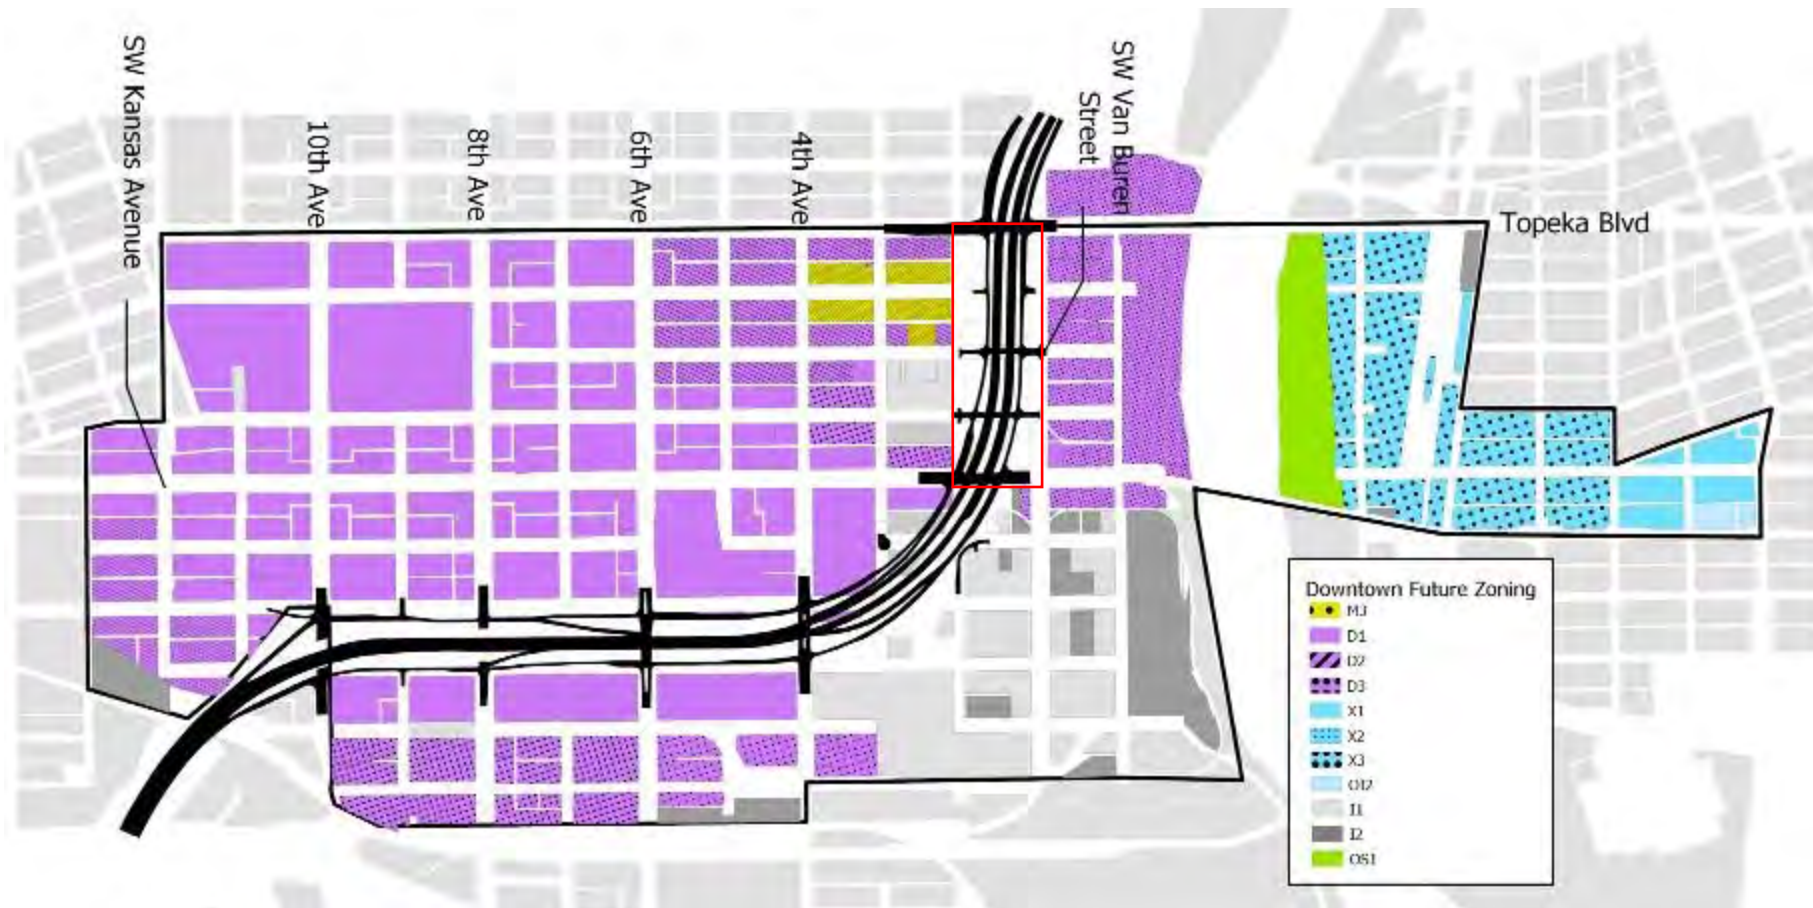 SW Kansas Avenue
10th Ave
8th Ave
6th Ave
4th Ave
SW Van Buren
Street
Topeka Blvd
Downtown Future Zoning
M3
D1
D2
D3
X1
X2
X3
OI2
I1
I2
OS1